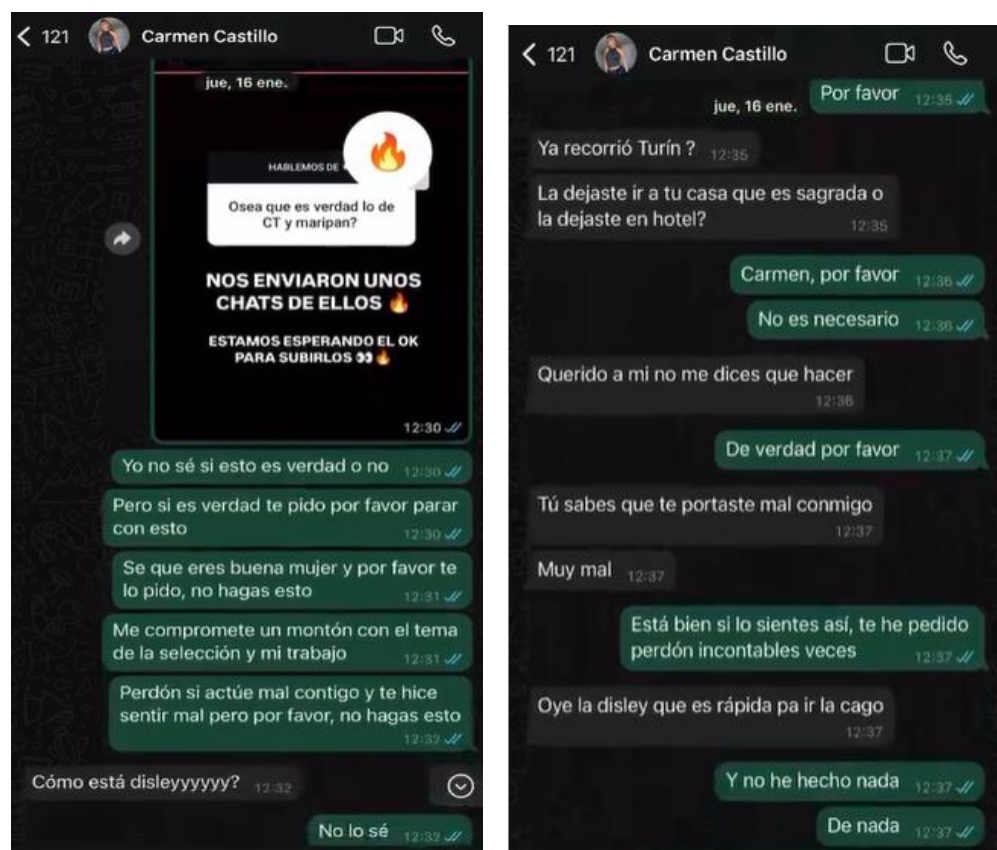 121
Carmen Castillo
jue, 16 ene.
HABLEMOS DE
Osea que es verdad lo de
CT y maripan?
NOS ENVIARON UNOS
CHATS DE ELLOS 🔥
ESTAMOS ESPERANDO EL OK
PARA SUBIRLOS 👀🔥
12:30
Yo no sé si esto es verdad o no 12:30
Pero si es verdad te pido por favor parar
con esto
12:30
Se que eres buena mujer y por favor te
lo pido, no hagas esto
12:31
Me compromete un montón con el tema
de la selección y mi trabajo
12:31
Perdón si actúe mal contigo y te hice
sentir mal pero por favor, no hagas esto
12:32
Cómo está disleyyyyyy? 12:32
No lo sé 12:32
121
Carmen Castillo
Por favor 12:35
jue, 16 ene.
Ya recorrió Turín ? 12:35
La dejaste ir a tu casa que es sagrada o
la dejaste en hotel?
12:35
Carmen, por favor 12:36
No es necesario 12:36
Querido a mi no me dices que hacer
12:36
De verdad por favor 12:37
Tú sabes que te portaste mal conmigo
12:37
Muy mal 12:37
Está bien si lo sientes así, te he pedido
perdón incontables veces
12:37
Oye la disley que es rápida pa ir la cago
12:37
Y no he hecho nada 12:37
De nada 12:37